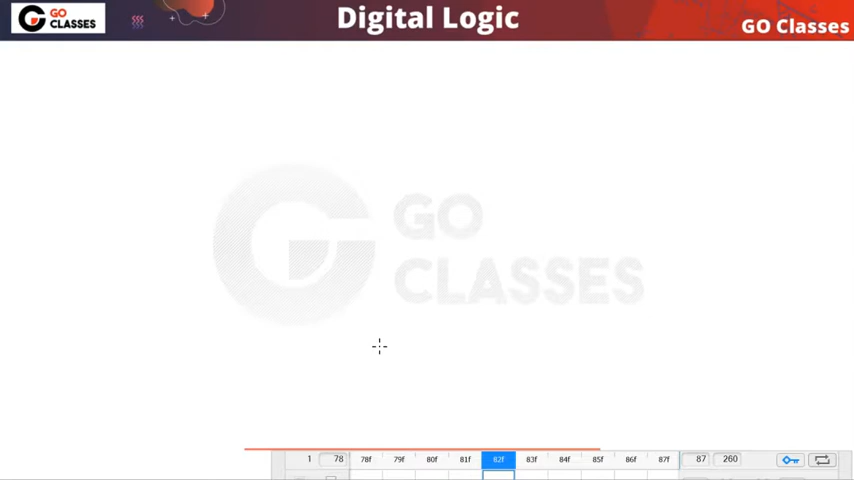 GO
CLASSES
Digital Logic
GO Classes
GO
CLASSES
1 78 78f 79f 80f 81f 82f 83f 84f 85f 86f 87f 87 260